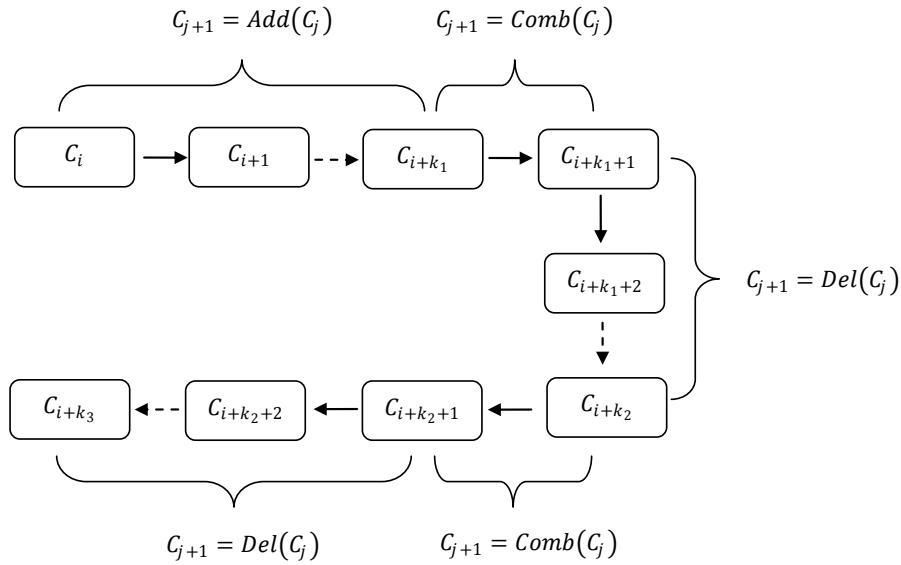 C_{j+1} = Add(C_j)
C_{j+1} = Comb(C_j)
C_i
C_{i+1}
C_{i+k_1}
C_{i+k_1+1}
C_{i+k_1+2}
C_{j+1} = Del(C_j)
C_{i+k_3}
C_{i+k_2+2}
C_{i+k_2+1}
C_{i+k_2}
C_{j+1} = Del(C_j)
C_{j+1} = Comb(C_j)